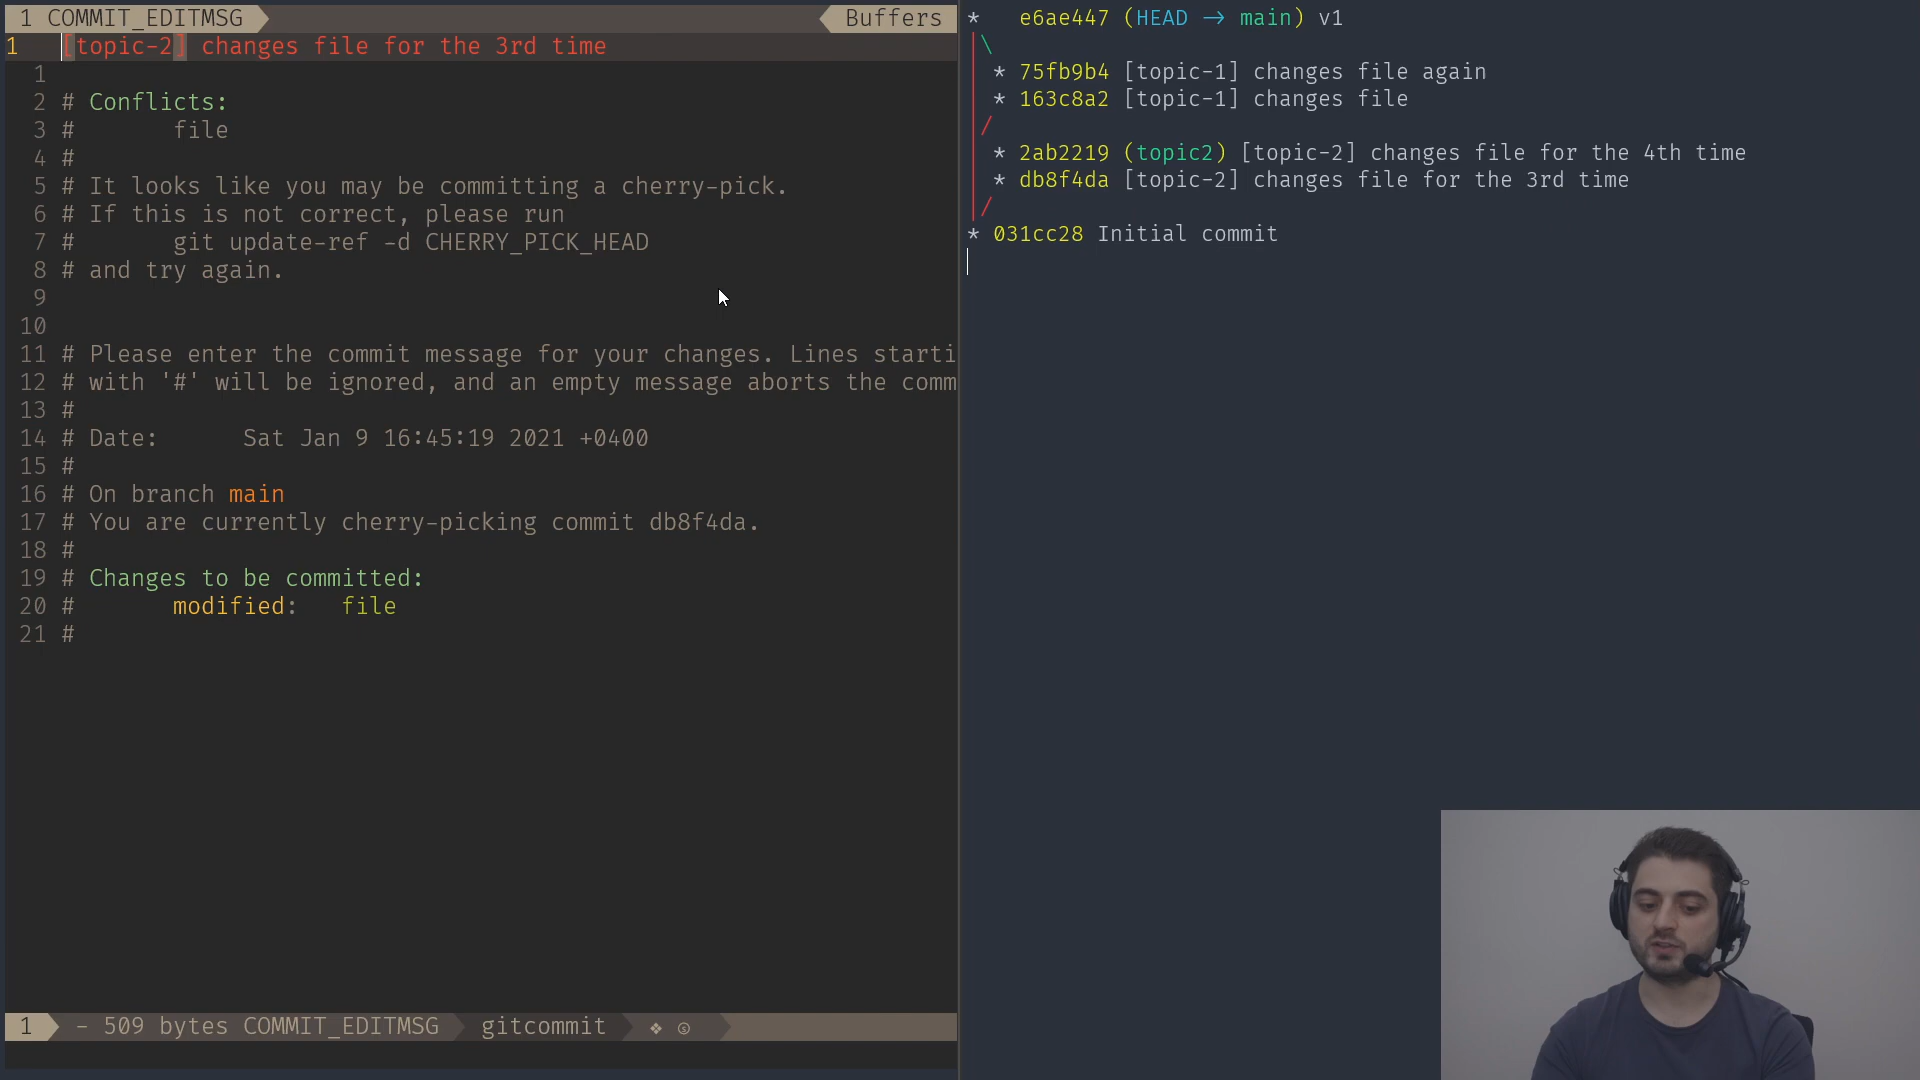 1 COMMIT_EDITMSG
Buffers
1 [topic-2] changes file for the 3rd time
1
2 # Conflicts:
3 # file
4 #
5 # It looks like you may be committing a cherry-pick.
6 # If this is not correct, please run
7 # git update-ref -d CHERRY_PICK_HEAD
8 # and try again.
9
10
11 # Please enter the commit message for your changes. Lines starti
12 # with '#' will be ignored, and an empty message aborts the comm
13 #
14 # Date: Sat Jan 9 16:45:19 2021 +0400
15 #
16 # On branch main
17 # You are currently cherry-picking commit db8f4da.
18 #
19 # Changes to be committed:
20 # modified: file
21 #
1 - 509 bytes COMMIT_EDITMSG gitcommit
* e6ae447 (HEAD → main) v1
|\
| * 75fb9b4 [topic-1] changes file again
| * 163c8a2 [topic-1] changes file
|/
| * 2ab2219 (topic2) [topic-2] changes file for the 4th time
| * db8f4da [topic-2] changes file for the 3rd time
|/
* 031cc28 Initial commit